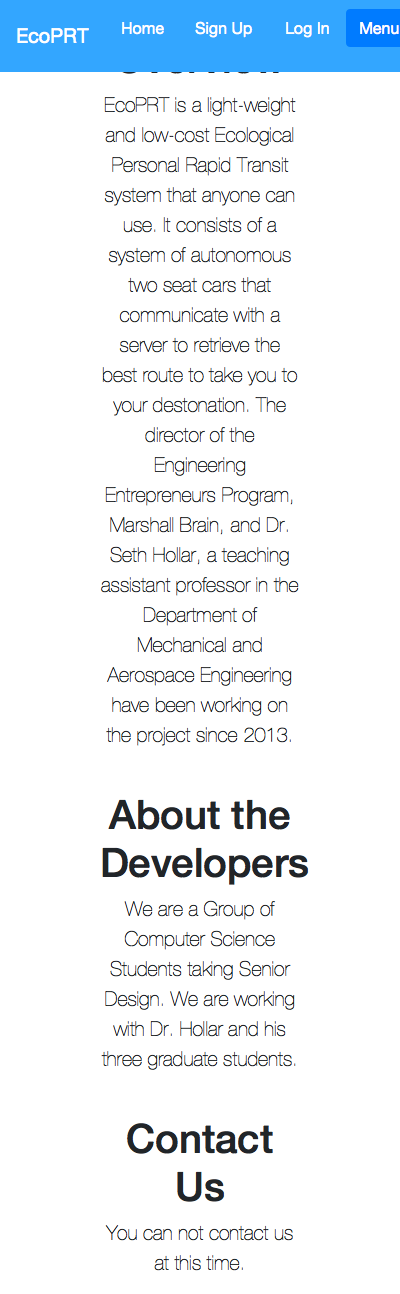 EcoPRT Home Sign Up Log In Menu
EcoPRT is a light-weight
and low-cost Ecological
Personal Rapid Transit
system that anyone can
use. It consists of a
system of autonomous
two seat cars that
communicate with a
server to retrieve the
best route to take you to
your destonation. The
director of the
Engineering
Entrepreneurs Program,
Marshall Brain, and Dr.
Seth Hollar, a teaching
assistant professor in the
Department of
Mechanical and
Aerospace Engineering
have been working on
the project since 2013.
About the
Developers
We are a Group of
Computer Science
Students taking Senior
Design. We are working
with Dr. Hollar and his
three graduate students.
Contact
Us
You can not contact us
at this time.